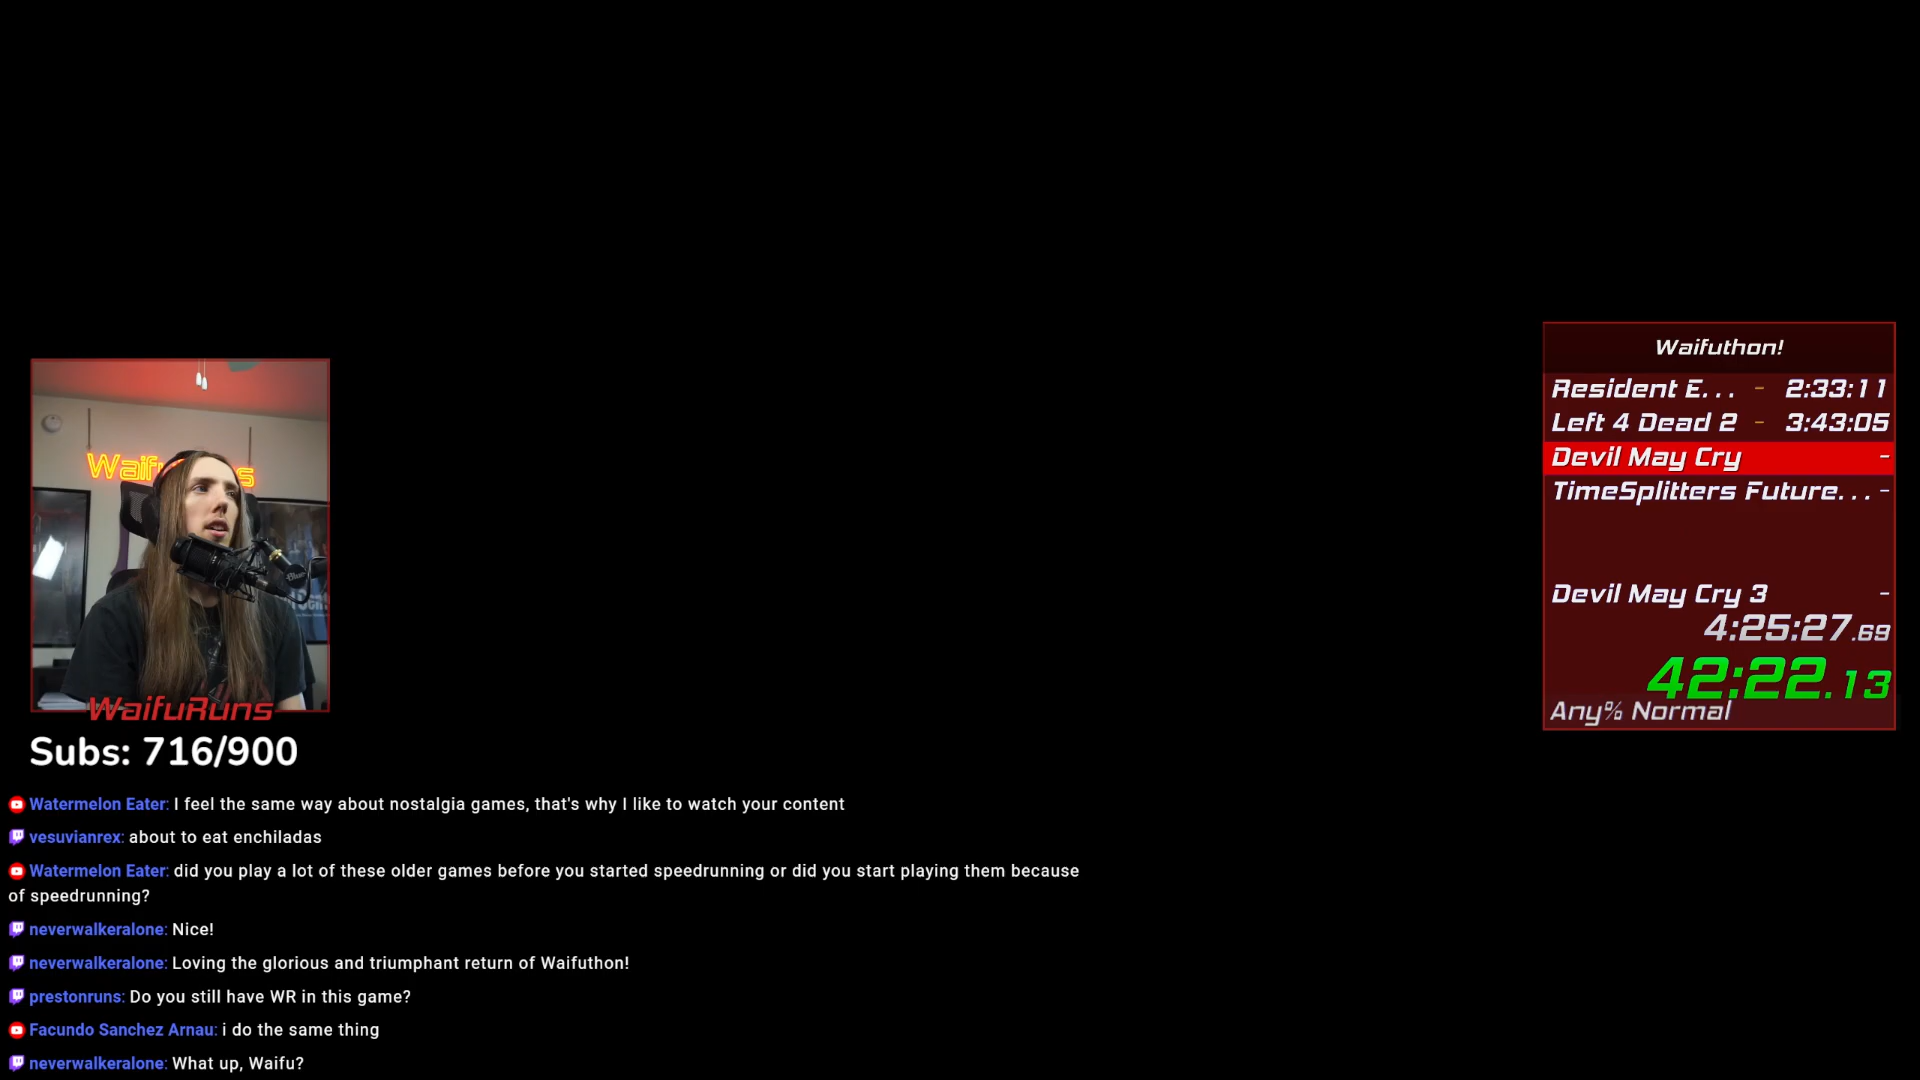 Waifuthon!
Resident E... - 2:33:11
Left 4 Dead 2 - 3:43:05
Devil May Cry -
TimeSplitters Future... -
Devil May Cry 3 -
4:25:27.69
42:22.13
Any% Normal
WaifuRuns
Subs: 716/900
Watermelon Eater: I feel the same way about nostalgia games, that's why I like to watch your content
vesuvianrex: about to eat enchiladas
Watermelon Eater: did you play a lot of these older games before you started speedrunning or did you start playing them because
of speedrunning?
neverwalkeralone: Nice!
neverwalkeralone: Loving the glorious and triumphant return of Waifuthon!
prestonruns: Do you still have WR in this game?
Facundo Sanchez Arnau: i do the same thing
neverwalkeralone: What up, Waifu?